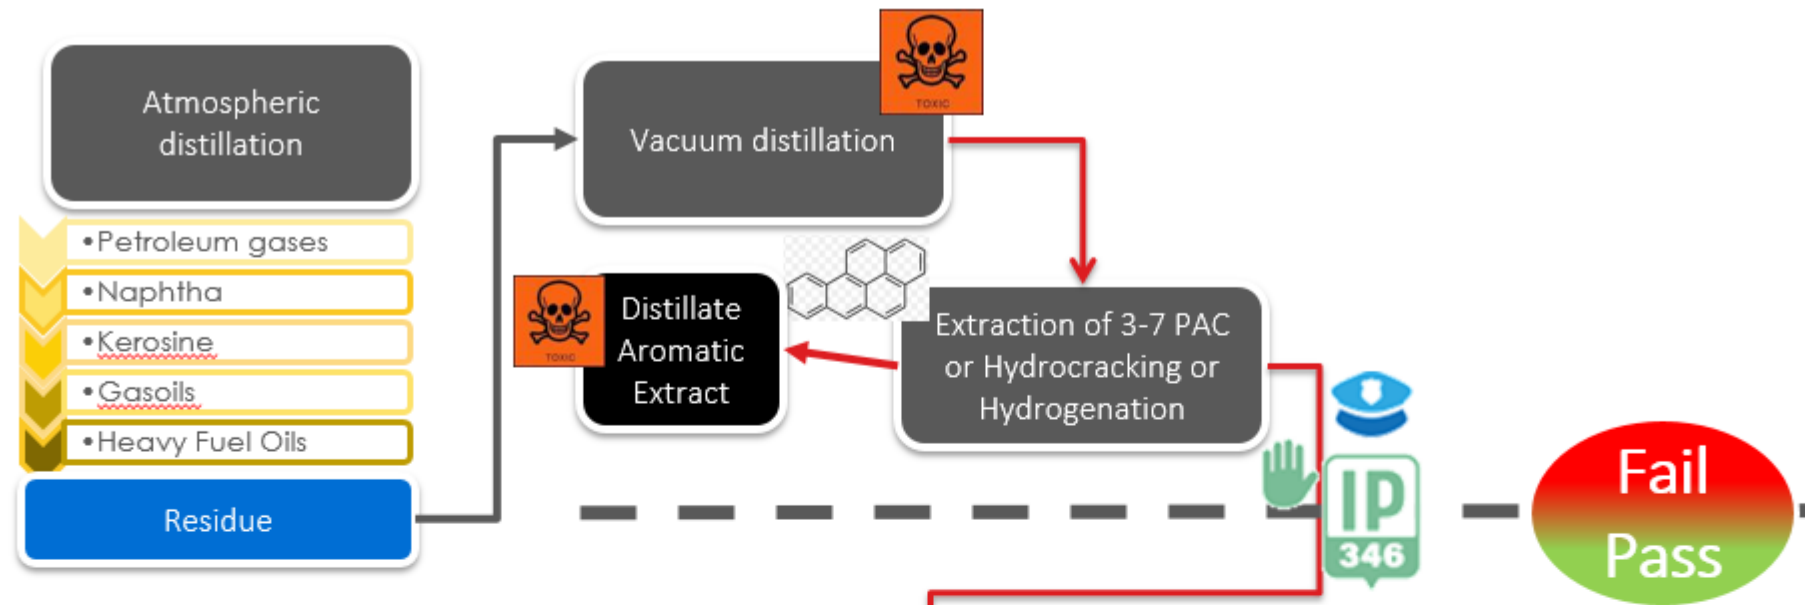 Atmospheric
distillation
•Petroleum gases
•Naphtha
•Kerosine
•Gasoils
•Heavy Fuel Oils
Residue
Vacuum distillation
TOXIC
Distillate
Aromatic
Extract
TOXIC
Extraction of 3-7 PAC
or Hydrocracking or
Hydrogenation
IP
346
Fail
Pass